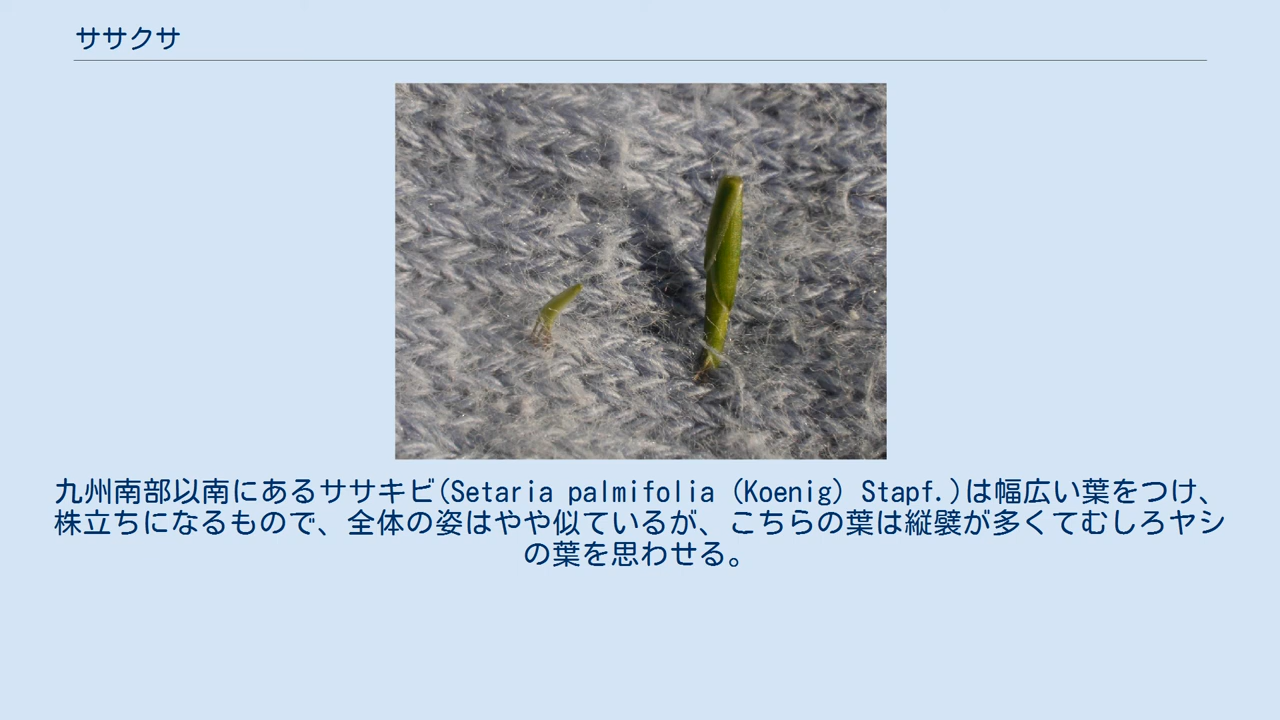 ササクサ
九州南部以南にあるササキビ(Setaria palmifolia (Koenig) Stapf.)は幅広い葉をつけ、
株立ちになるもので、全体の姿はやや似ているが、こちらの葉は縦襞が多くてむしろヤシ
の葉を思わせる。